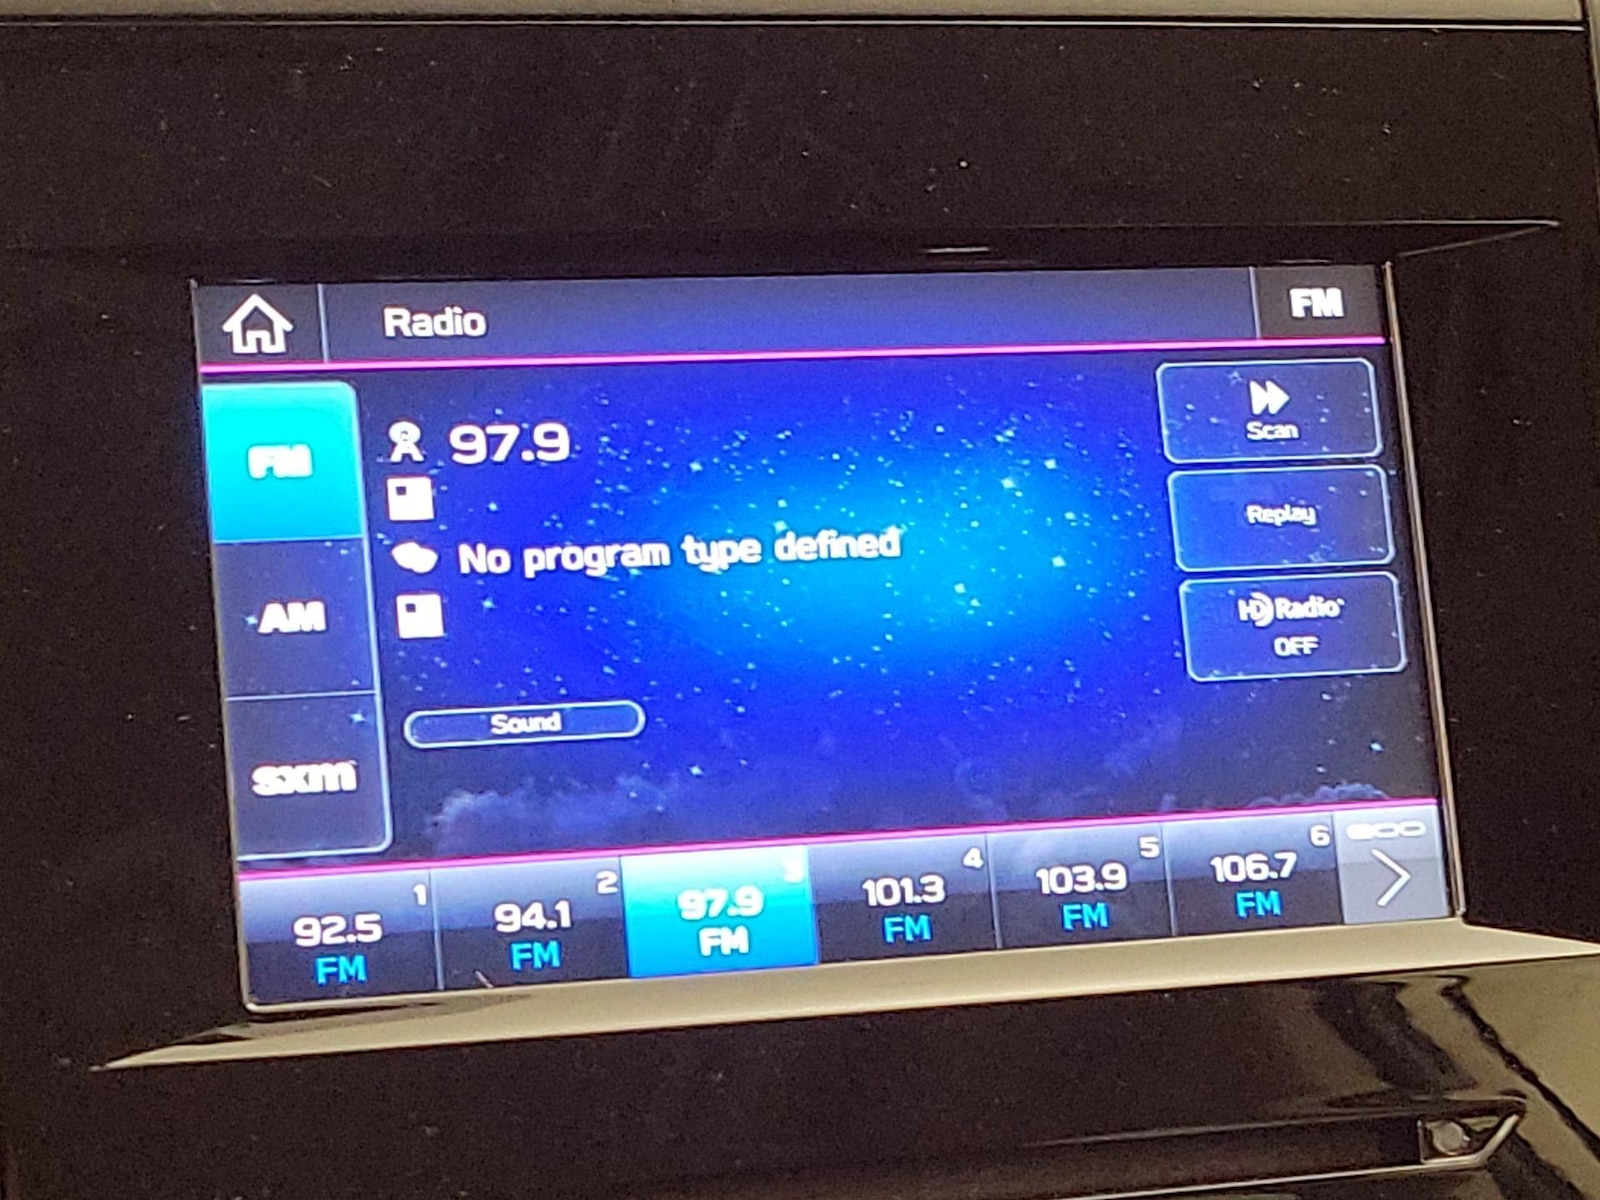 Radio
FM
FM
AM
sxm
97.9
No program type defined
Sound
Scan
Replay
HD Radio
OFF
1
92.5
FM
2
94.1
FM
3
97.9
FM
4
101.3
FM
5
103.9
FM
6
106.7
FM